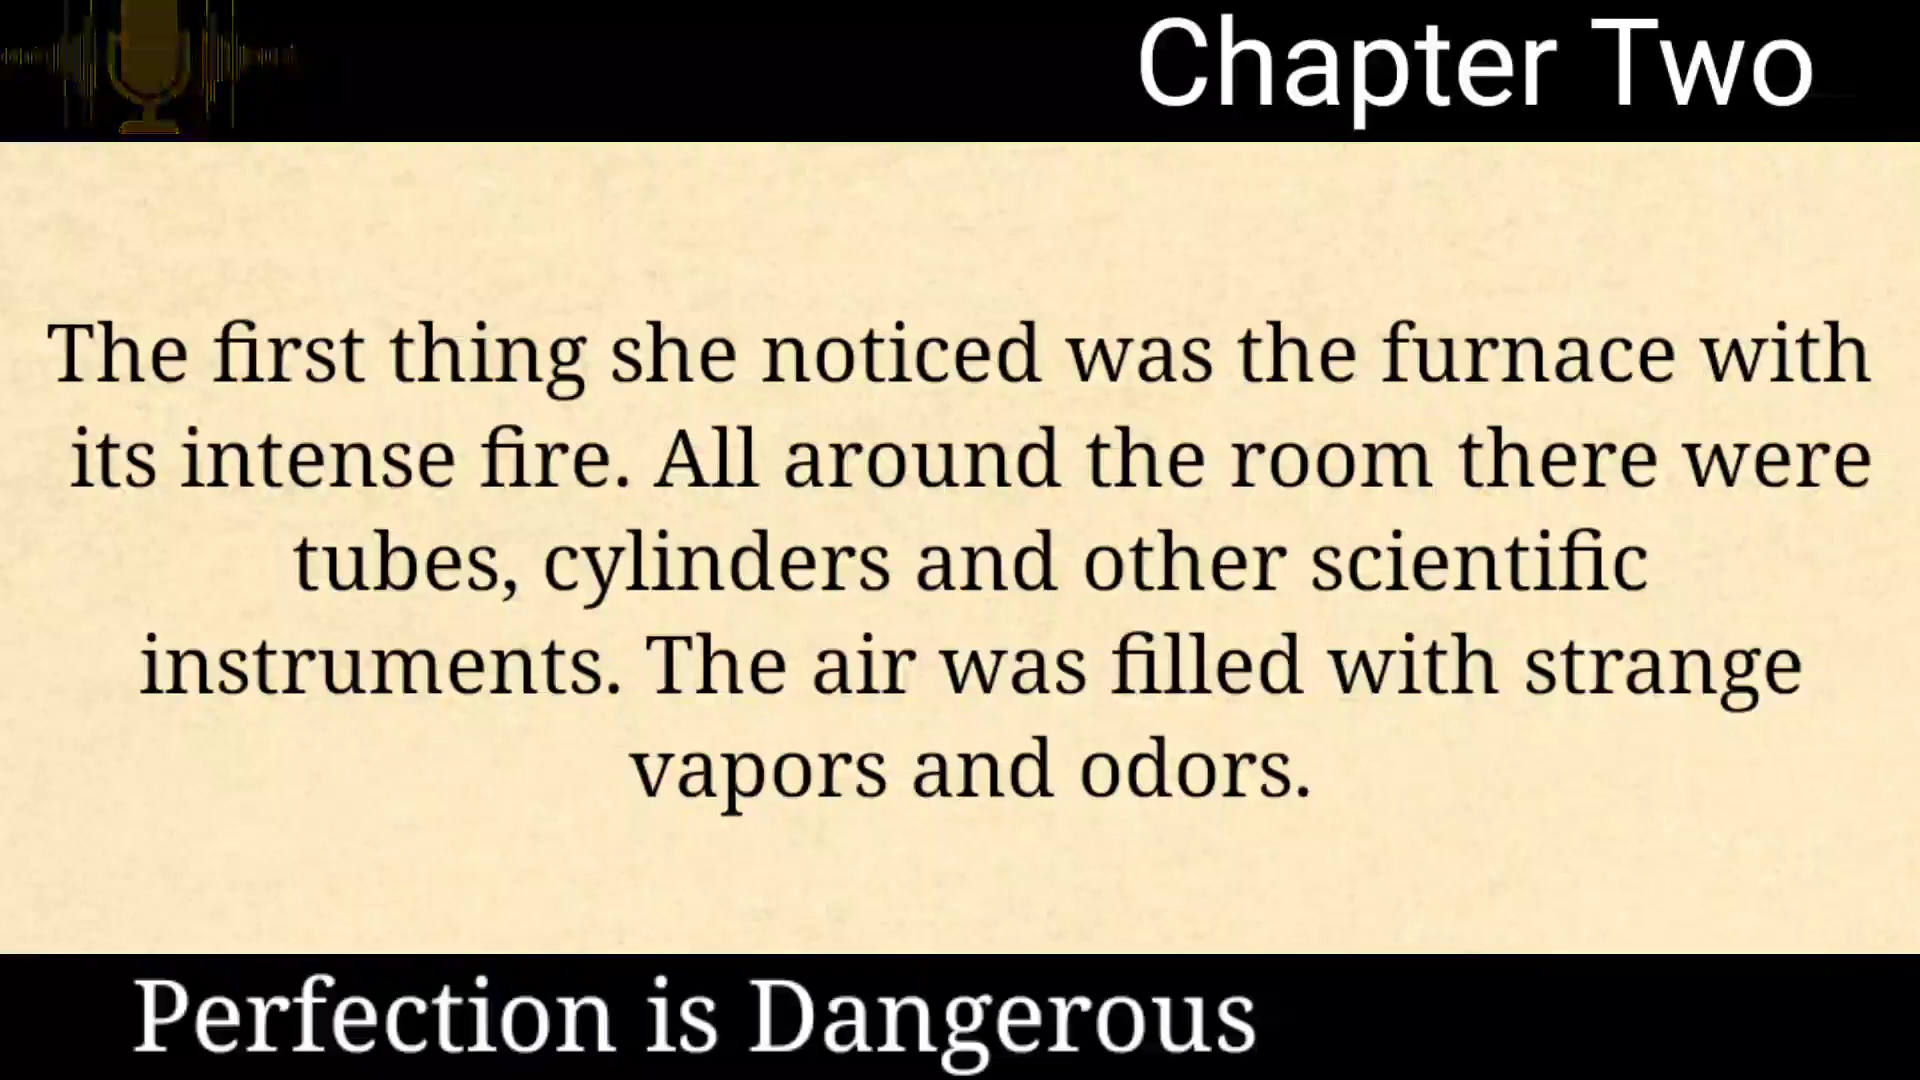 Chapter Two
The first thing she noticed was the furnace with
its intense fire. All around the room there were
tubes, cylinders and other scientific
instruments. The air was filled with strange
vapors and odors.
Perfection is Dangerous